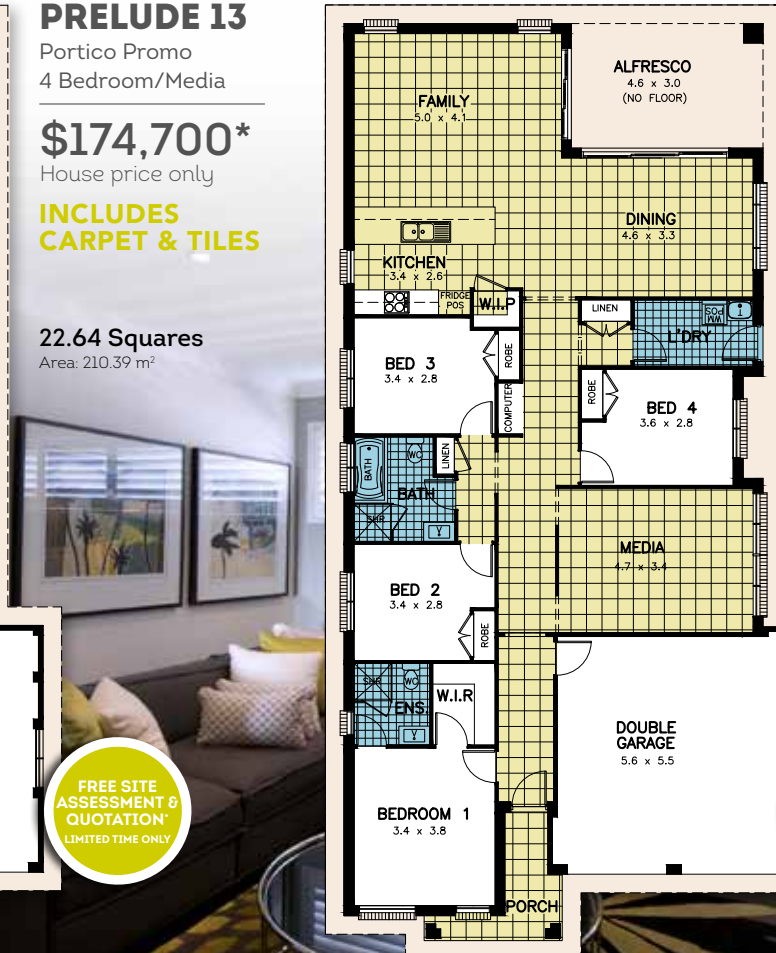 PRELUDE 13
Portico Promo
4 Bedroom/Media
$174,700*
House price only
INCLUDES
CARPET & TILES
22.64 Squares
Area: 210.39 m²
FREE SITE
ASSESSMENT &
QUOTATION*
LIMITED TIME ONLY
ALFRESCO
4.6 x 3.0
(NO FLOOR)
FAMILY
5.0 x 4.1
DINING
4.6 x 3.3
KITCHEN
3.4 x 2.6
FRIDGE
POS
W.I.P
LINEN
WM
POS
T
L'DRY
BED 3
3.4 x 2.8
ROBE
COMPUTER
ROBE
BED 4
3.6 x 2.8
BATH
WC
LINEN
BATH
SHR
V
MEDIA
4.7 x 3.4
BED 2
3.4 x 2.8
ROBE
SHR
WC
ENS.
V
W.I.R
DOUBLE
GARAGE
5.6 x 5.5
BEDROOM 1
3.4 x 3.8
PORCH